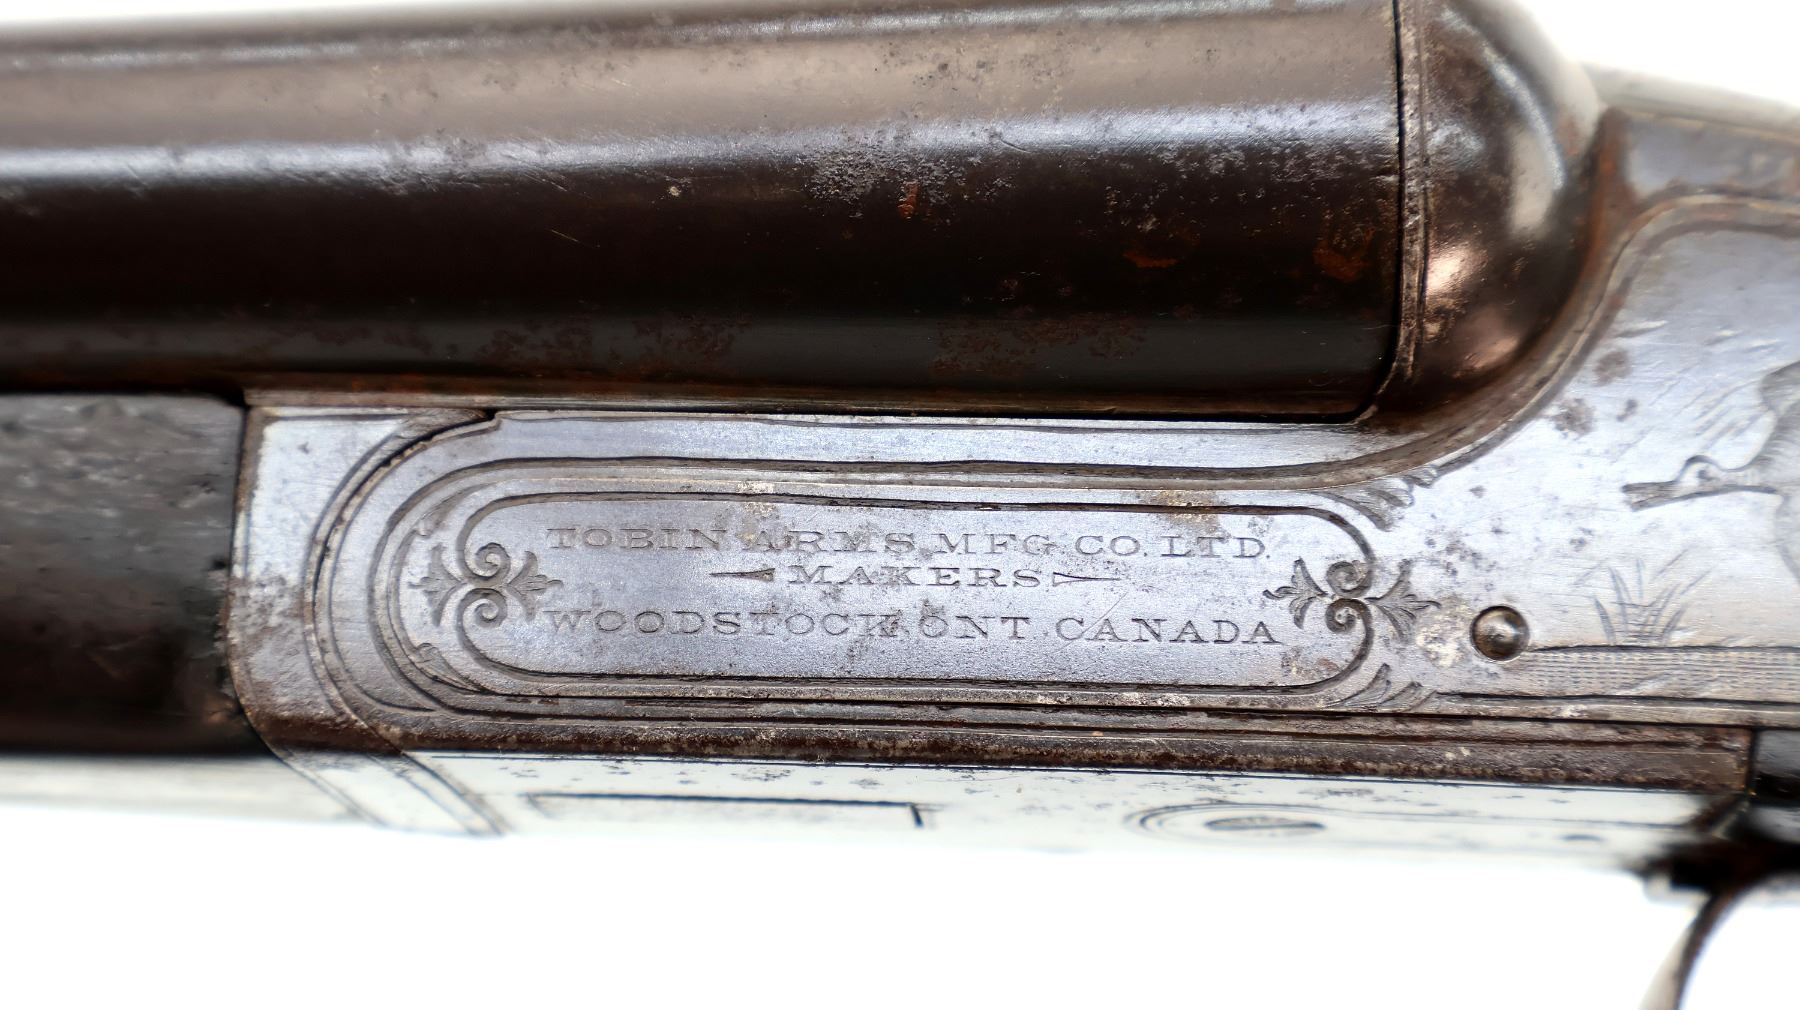 TOBIN ARMS MFG CO. LTD.
MAKERS
WOODSTOCK, ONT. CANADA